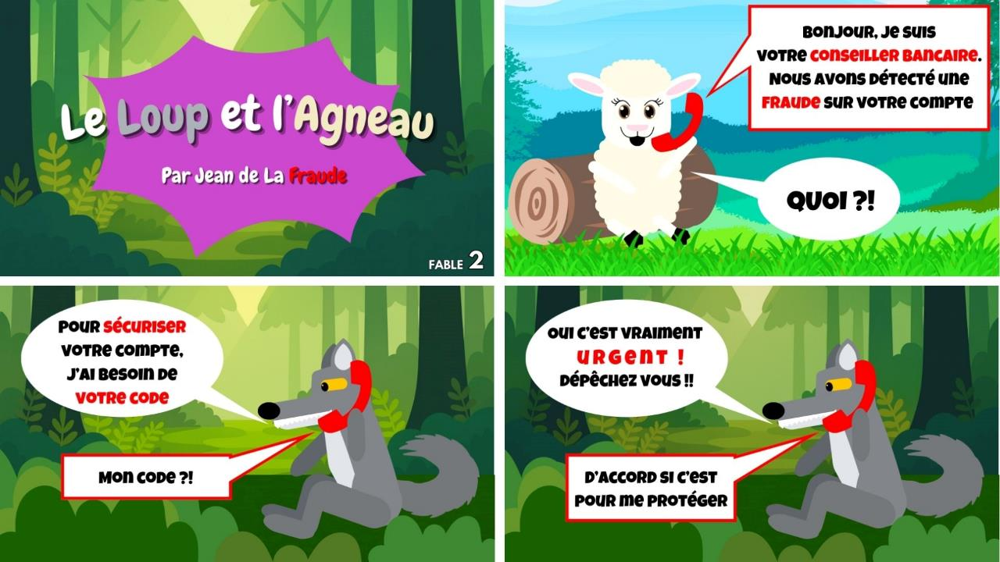 Le Loup et l'Agneau
Par Jean de La Fraude
FABLE 2
BONJOUR, JE SUIS
VOTRE CONSEILLER BANCAIRE.
NOUS AVONS DÉTECTÉ UNE
FRAUDE SUR VOTRE COMPTE
QUOI ?!
POUR SÉCURISER
VOTRE COMPTE,
J'AI BESOIN DE
VOTRE CODE
MON CODE ?!
OUI C'EST VRAIMENT
URGENT !
DÉPÊCHEZ VOUS !!
D'ACCORD SI C'EST
POUR ME PROTÉGER